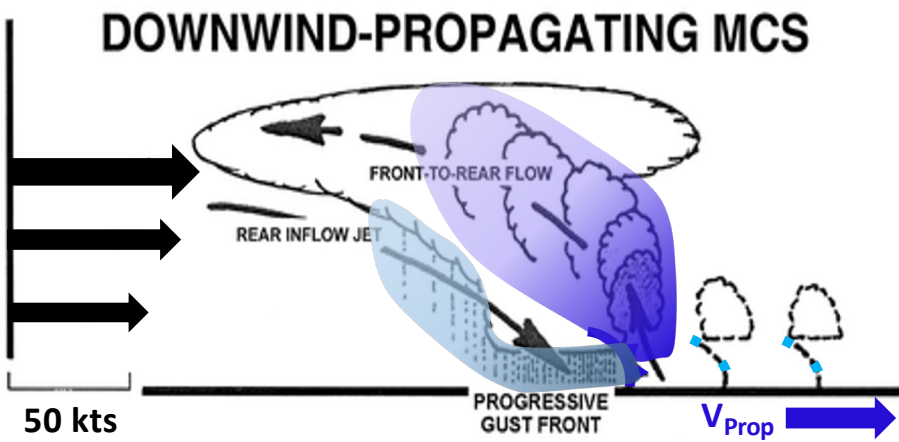 DOWNWIND-PROPAGATING MCS
FRONT-TO-REAR FLOW
REAR INFLOW JET
50 kts
PROGRESSIVE
GUST FRONT
VProp